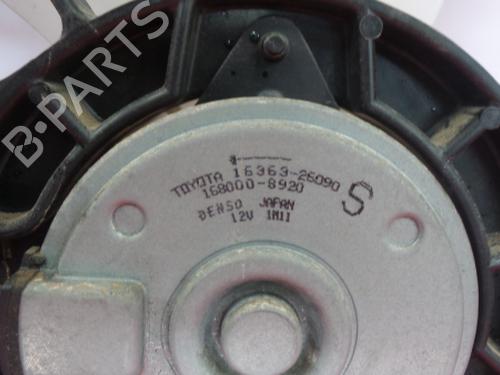 B-PARTS
TOYOTA 16363-26090
168000-8920
S
DENSO JAPAN
12V 1M11